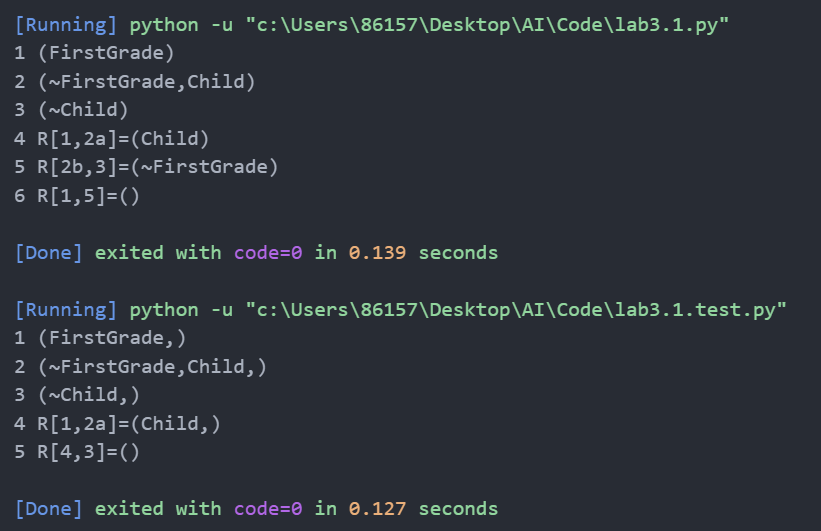 [Running] python -u "c:\Users\86157\Desktop\AI\Code\lab3.1.py"
1 (FirstGrade)
2 (~FirstGrade,Child)
3 (~Child)
4 R[1,2a]=(Child)
5 R[2b,3]=(~FirstGrade)
6 R[1,5]=()
[Done] exited with code=0 in 0.139 seconds
[Running] python -u "c:\Users\86157\Desktop\AI\Code\lab3.1.test.py"
1 (FirstGrade,)
2 (~FirstGrade,Child,)
3 (~Child,)
4 R[1,2a]=(Child,)
5 R[4,3]=()
[Done] exited with code=0 in 0.127 seconds